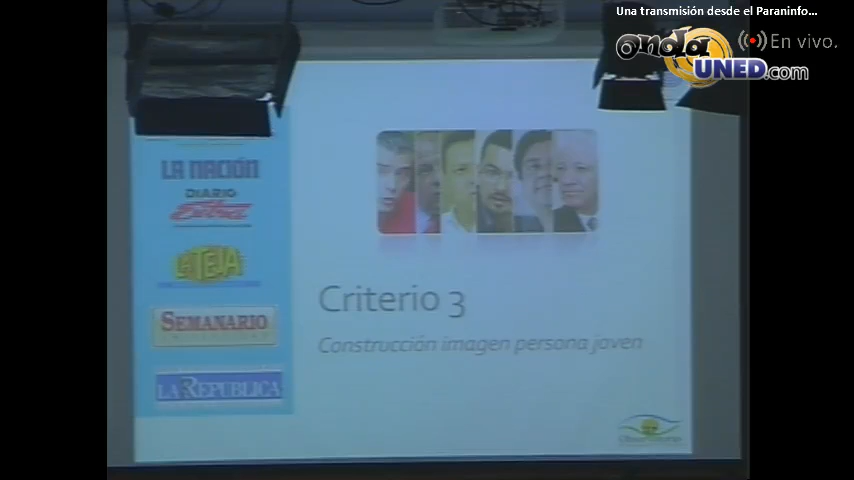 Una transmisión desde el Paraninfo...
onda
UNED.com
En vivo.
LA NACIÓN
DIARIO
Extra
LA TEJA
SEMANARIO
LA REPUBLICA
Criterio 3
Construcción imagen persona joven